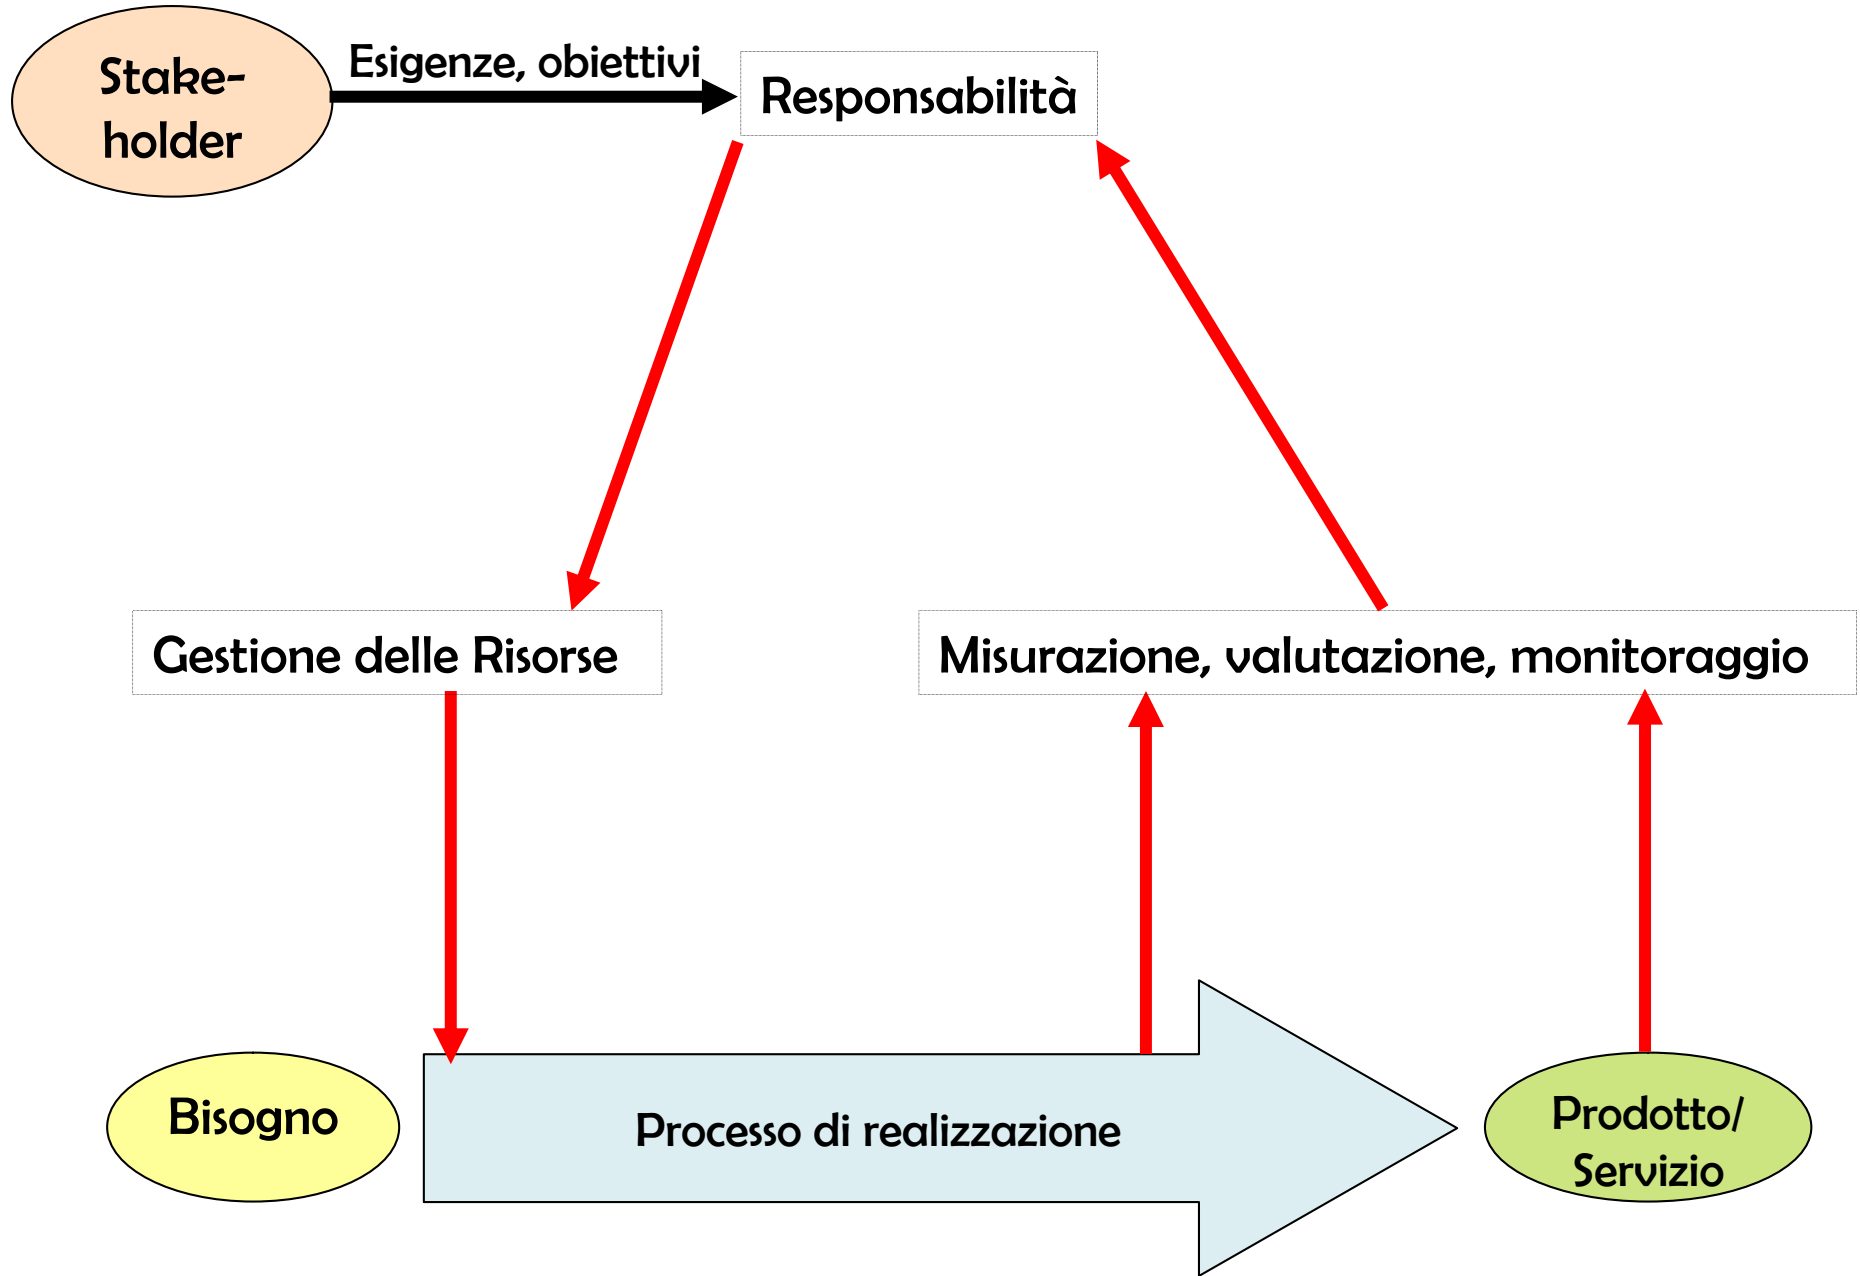 Stake-
holder
Esigenze, obiettivi
Responsabilità
Gestione delle Risorse
Misurazione, valutazione, monitoraggio
Bisogno
Processo di realizzazione
Prodotto/
Servizio